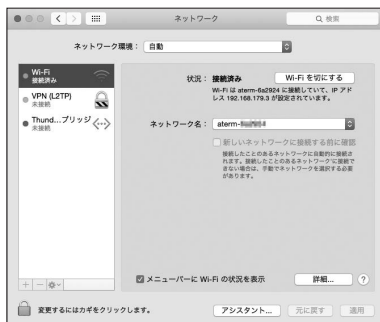 ネットワーク
検索
ネットワーク環境： 自動
Wi-Fi
接続済み
VPN (L2TP)
未接続
Thund…ブリッジ
未接続
状況： 接続済み
Wi-Fi を切にする
Wi-Fi は aterm-6a2924 に接続していて、IP アド
レス 192.168.179.3 が設定されています。
ネットワーク名： aterm-
新しいネットワークに接続する前に確認
接続したことのあるネットワークに自動的に接続さ
れます。接続したことのあるネットワークに接続で
きない場合は、手動でネットワークを選択する必要
があります。
メニューバーに Wi-Fi の状況を表示
詳細...
?
変更するにはカギをクリックします。
アシスタント...
元に戻す
適用